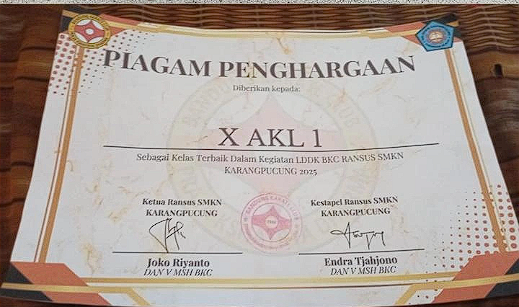 PIAGAM PENGHARGAAN
Diberikan kepada:
X AKL 1
Sebagai Kelas Terbaik Dalam Kegiatan LDDK BKC RANSUS SMKN
KARANGPUCUNG 2025
Ketua Ransus SMKN
KARANGPUCUNG
Kestapel Ransus SMKN
KARANGPUCUNG
Joko Riyanto
DAN V MSH BKC
Endra Tjahjono
DAN V MSH BKC